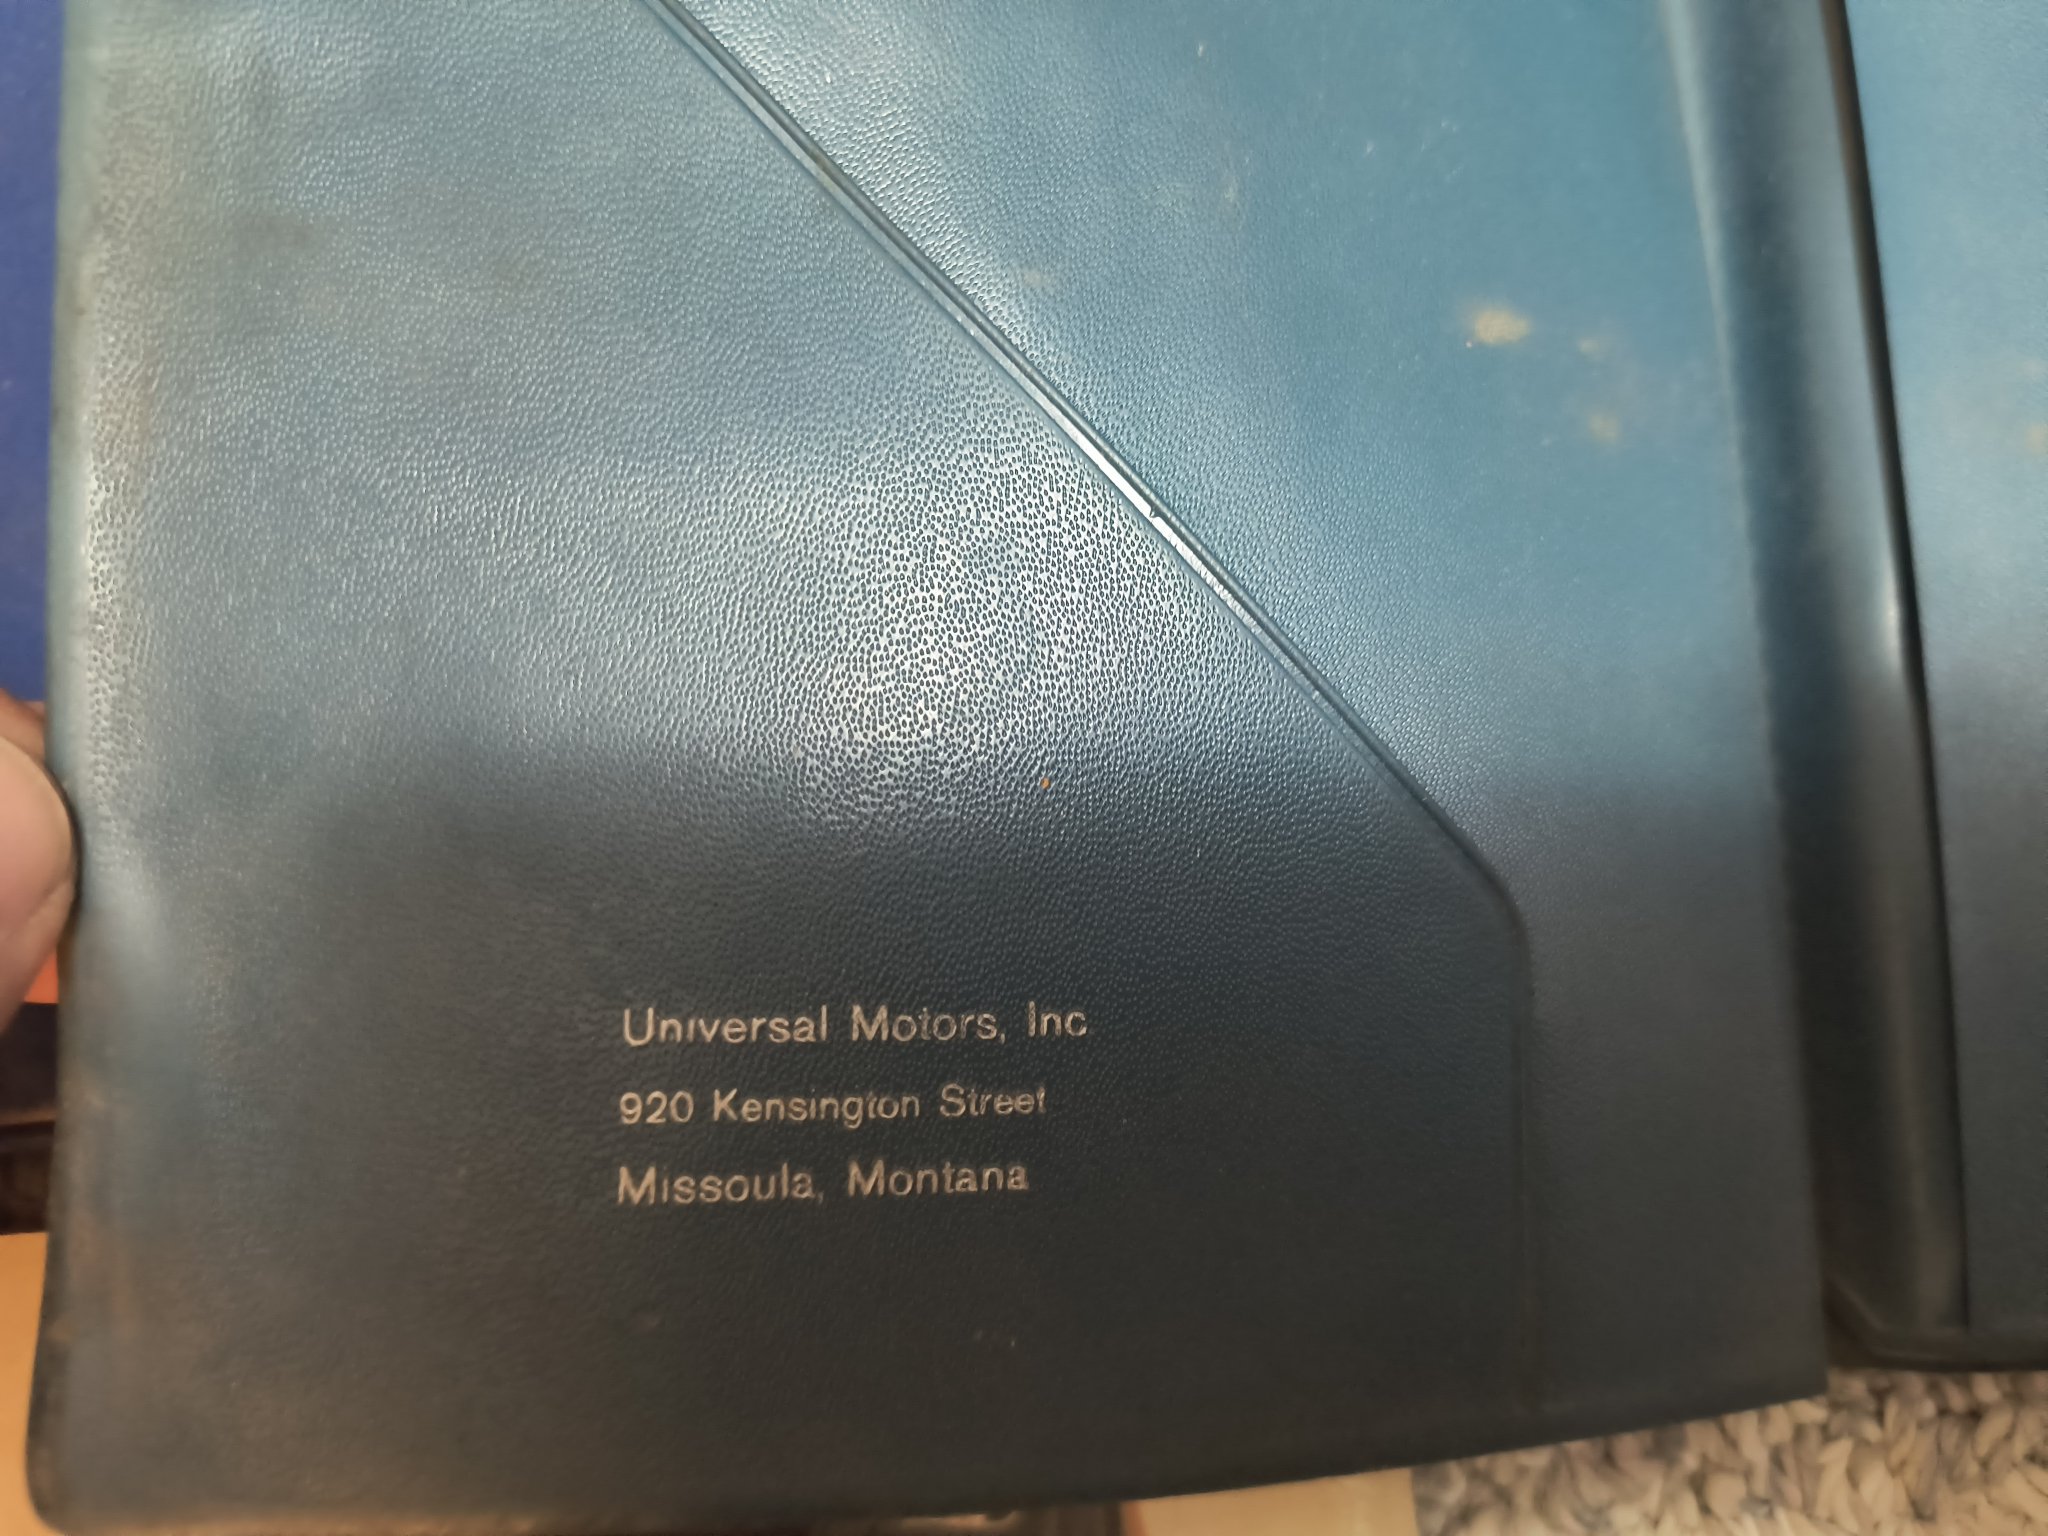 Universal Motors, Inc
920 Kensington Street
Missoula, Montana